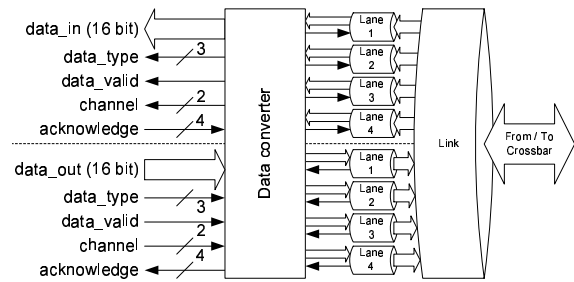 data_in (16 bit)
data_type
3
data_valid
channel
2
acknowledge
4
data_out (16 bit)
data_type
3
data_valid
channel
2
acknowledge
4
Data converter
Lane
1
Lane
2
Lane
3
Lane
4
Lane
1
Lane
2
Lane
3
Lane
4
Link
From / To
Crossbar